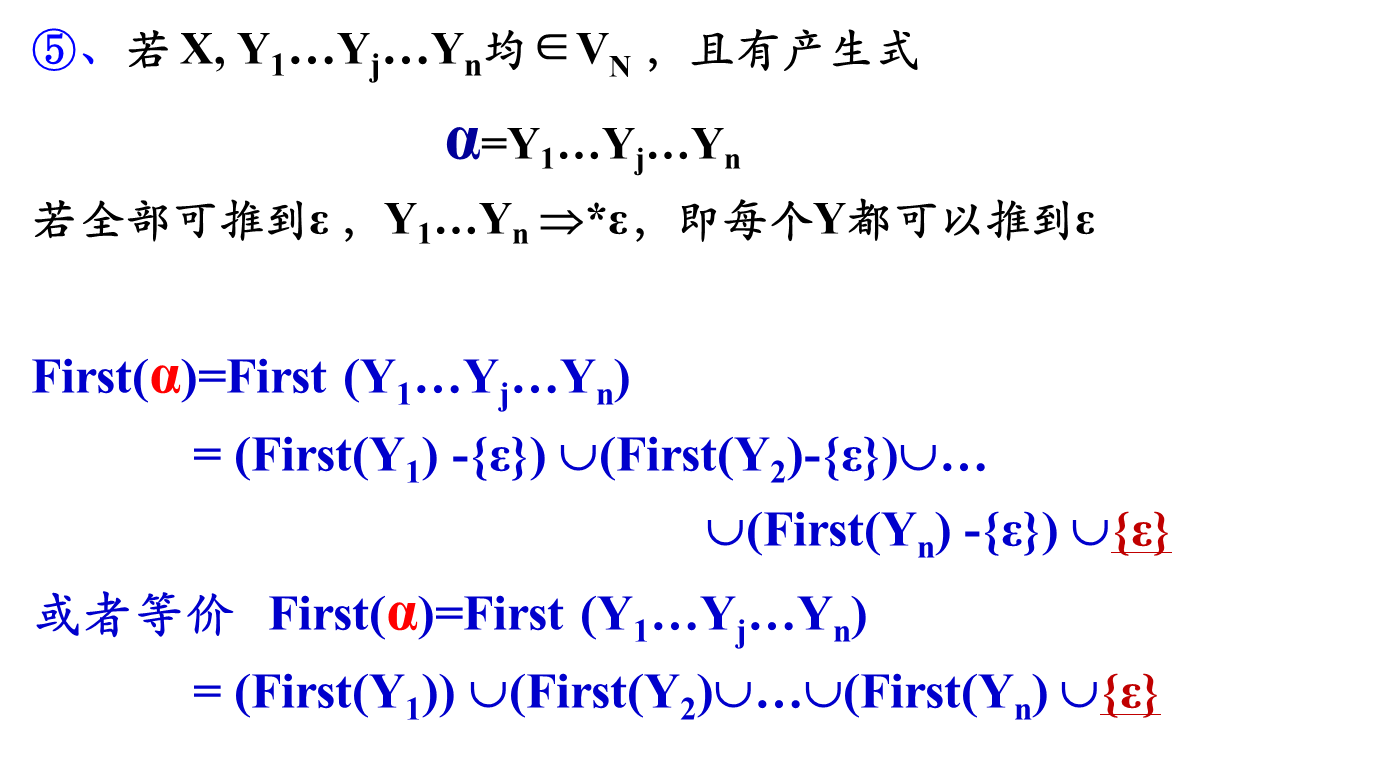 ⑤、若 X, Y₁…Yⱼ…Yₙ均∈V_N ，且有产生式
α=Y₁…Yⱼ…Yₙ
若全部可推到ε ，Y₁…Yₙ ⇒*ε，即每个Y都可以推到ε
First(α)=First (Y₁…Yⱼ…Yₙ)
= (First(Y₁) -{ε}) ∪(First(Y₂)-{ε})∪…
∪(First(Yₙ) -{ε}) ∪{ε}
或者等价 First(α)=First (Y₁…Yⱼ…Yₙ)
= (First(Y₁)) ∪(First(Y₂)∪…∪(First(Yₙ) ∪{ε}